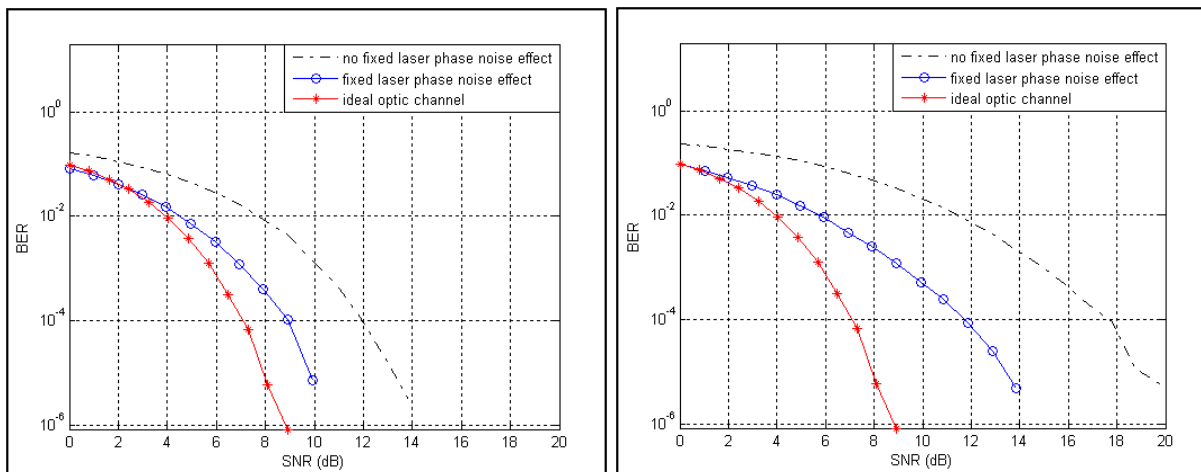 no fixed laser phase noise effect
fixed laser phase noise effect
ideal optic channel
10^0
10^-2
10^-4
10^-6
BER
0 2 4 6 8 10 12 14 16 18 20
SNR (dB)
no fixed laser phase noise effect
fixed laser phase noise effect
ideal optic channel
10^0
10^-2
10^-4
10^-6
BER
0 2 4 6 8 10 12 14 16 18 20
SNR (dB)